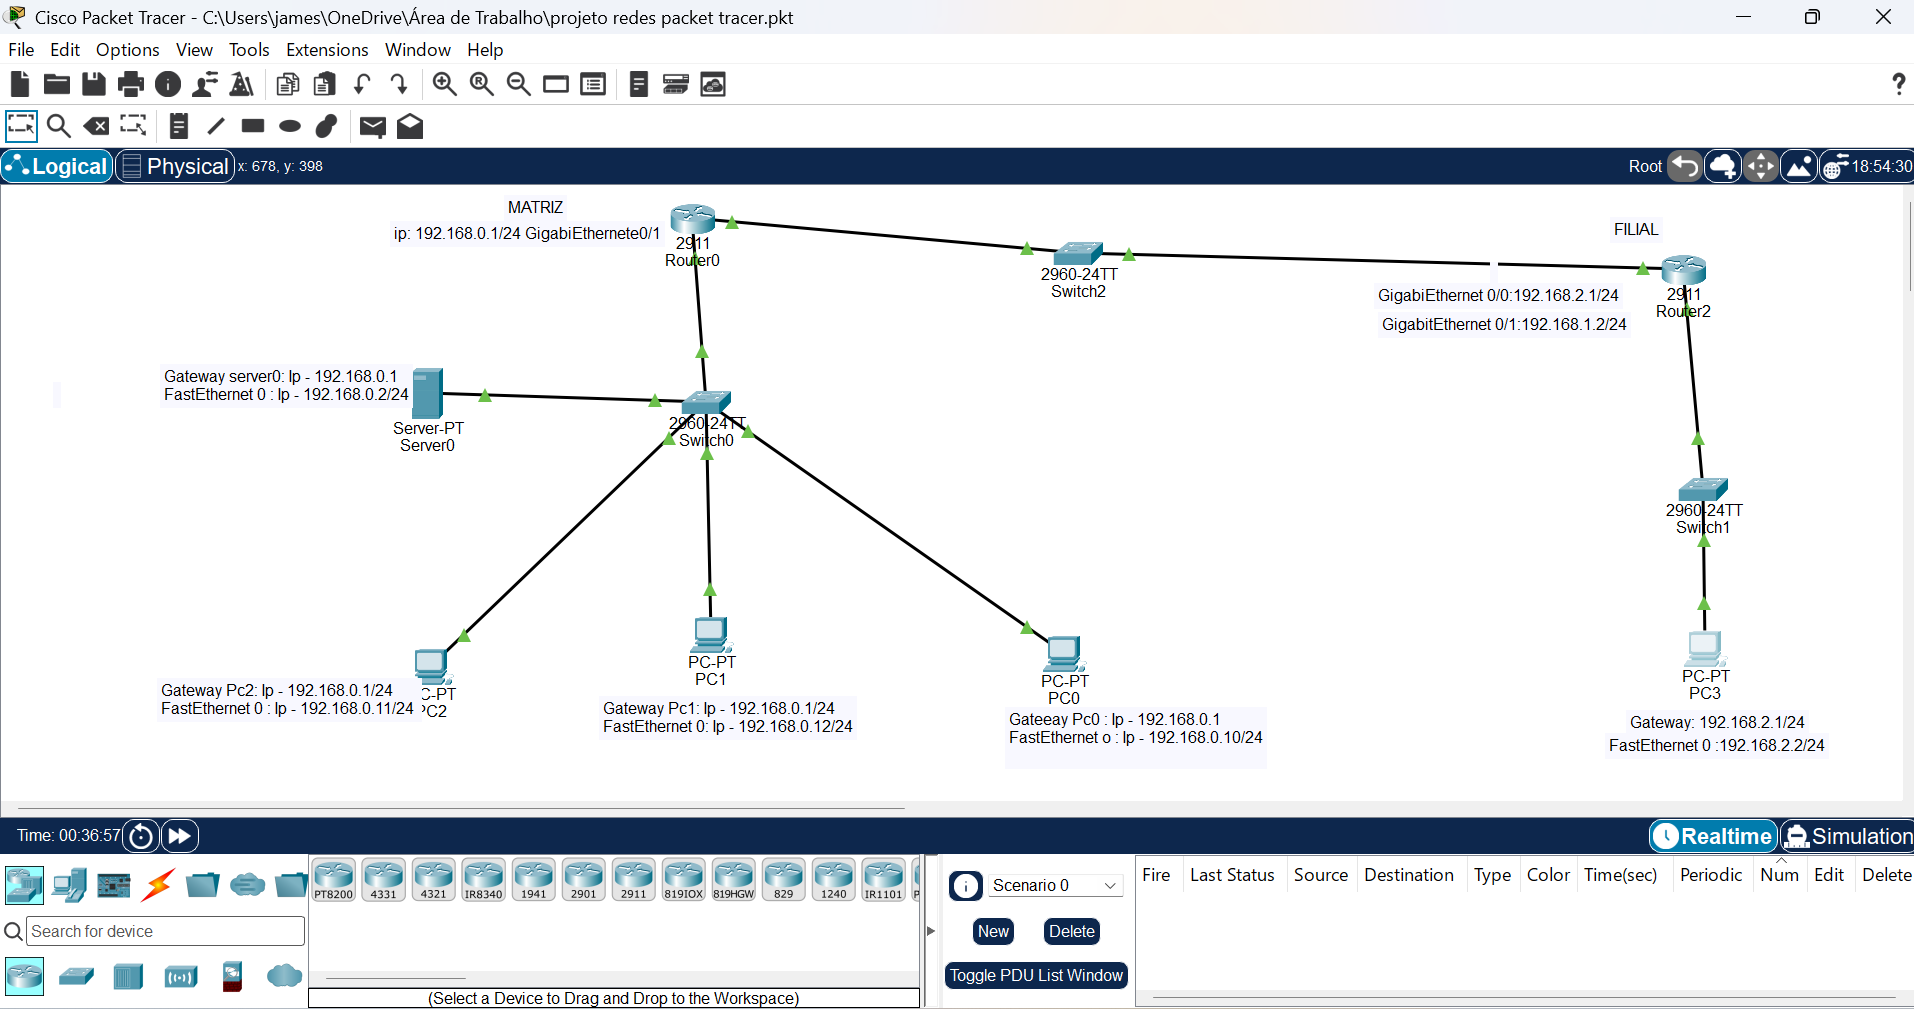 Cisco Packet Tracer - C:\Users\james\OneDrive\Área de Trabalho\projeto redes packet tracer.pkt
File Edit Options View Tools Extensions Window Help
?
Logical Physical x: 678, y: 398 Root 18:54:30
MATRIZ
ip: 192.168.0.1/24 GigabiEthernete0/1
2911
Router0
2960-24TT
Switch2
FILIAL
GigabiEthernet 0/0:192.168.2.1/24
GigabitEthernet 0/1:192.168.1.2/24
2911
Router2
Gateway server0: Ip - 192.168.0.1
FastEthernet 0 : Ip - 192.168.0.2/24
Server-PT
Server0
2960-24TT
Switch0
2960-24TT
Switch1
C-PT
PC2
Gateway Pc2: Ip - 192.168.0.1/24
FastEthernet 0 : Ip - 192.168.0.11/24
PC-PT
PC1
Gateway Pc1: Ip - 192.168.0.1/24
FastEthernet 0: Ip - 192.168.0.12/24
PC-PT
PC0
Gateeay Pc0 : Ip - 192.168.0.1
FastEthernet o : Ip - 192.168.0.10/24
PC-PT
PC3
Gateway: 192.168.2.1/24
FastEthernet 0 :192.168.2.2/24
Time: 00:36:57 Realtime Simulation
PT8200 4331 4321 IR8340 1941 2901 2911 819IOX 819HGW 829 1240 IR1101
Search for device
(Select a Device to Drag and Drop to the Workspace)
Scenario 0
New Delete
Toggle PDU List Window
Fire Last Status Source Destination Type Color Time(sec) Periodic Num Edit Delete